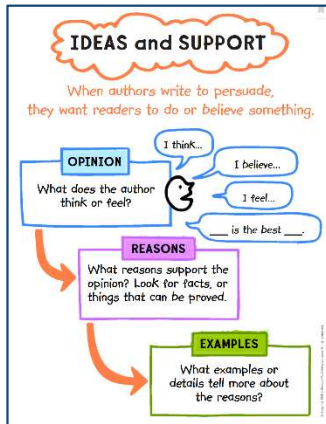 IDEAS and SUPPORT
When authors write to persuade,
they want readers to do or believe something.
I think...
OPINION
I believe...
What does the author
think or feel?
I feel...
___ is the best ___.
REASONS
What reasons support the
opinion? Look for facts, or
things that can be proved.
EXAMPLES
What examples or
details tell more about
the reasons?